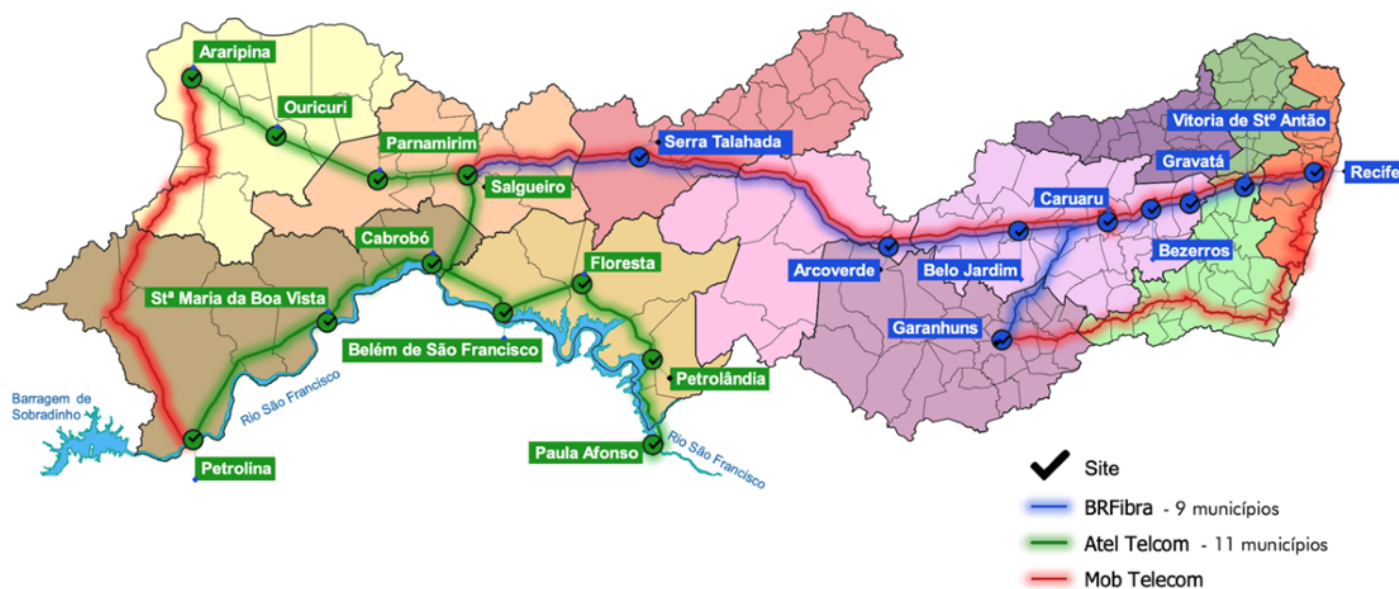 Araripina
Ouricuri
Parnamirim
Salgueiro
Serra Talahada
Vitoria de Stº Antão
Gravatá
Recife
Caruaru
Bezerros
Cabrobó
Floresta
Arcoverde
Belo Jardim
Stª Maria da Boa Vista
Garanhuns
Belém de São Francisco
Petrolândia
Rio São Francisco
Barragem de
Sobradinho
Petrolina
Paula Afonso
Rio São Francisco
Site
BRFibra - 9 municípios
Atel Telcom - 11 municípios
Mob Telecom